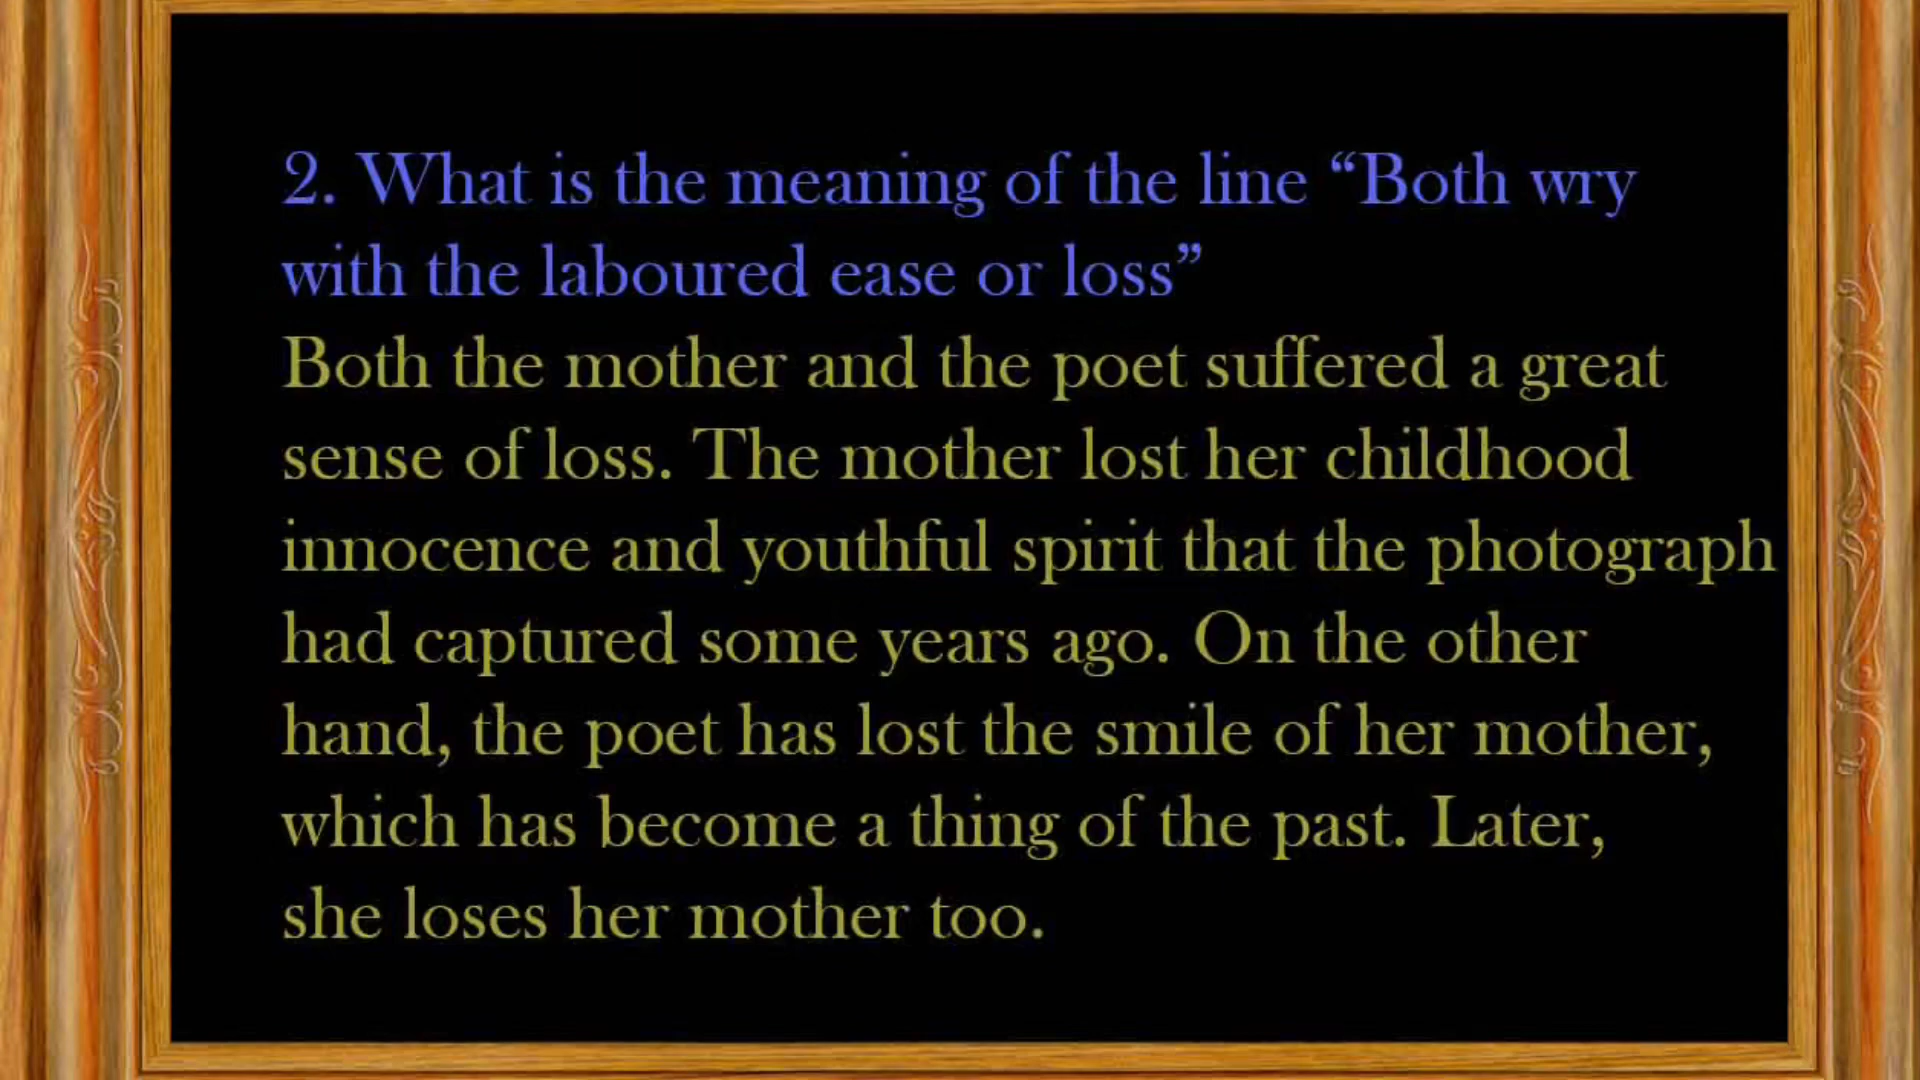 2. What is the meaning of the line “Both wry
with the laboured ease or loss”
Both the mother and the poet suffered a great
sense of loss. The mother lost her childhood
innocence and youthful spirit that the photograph
had captured some years ago. On the other
hand, the poet has lost the smile of her mother,
which has become a thing of the past. Later,
she loses her mother too.